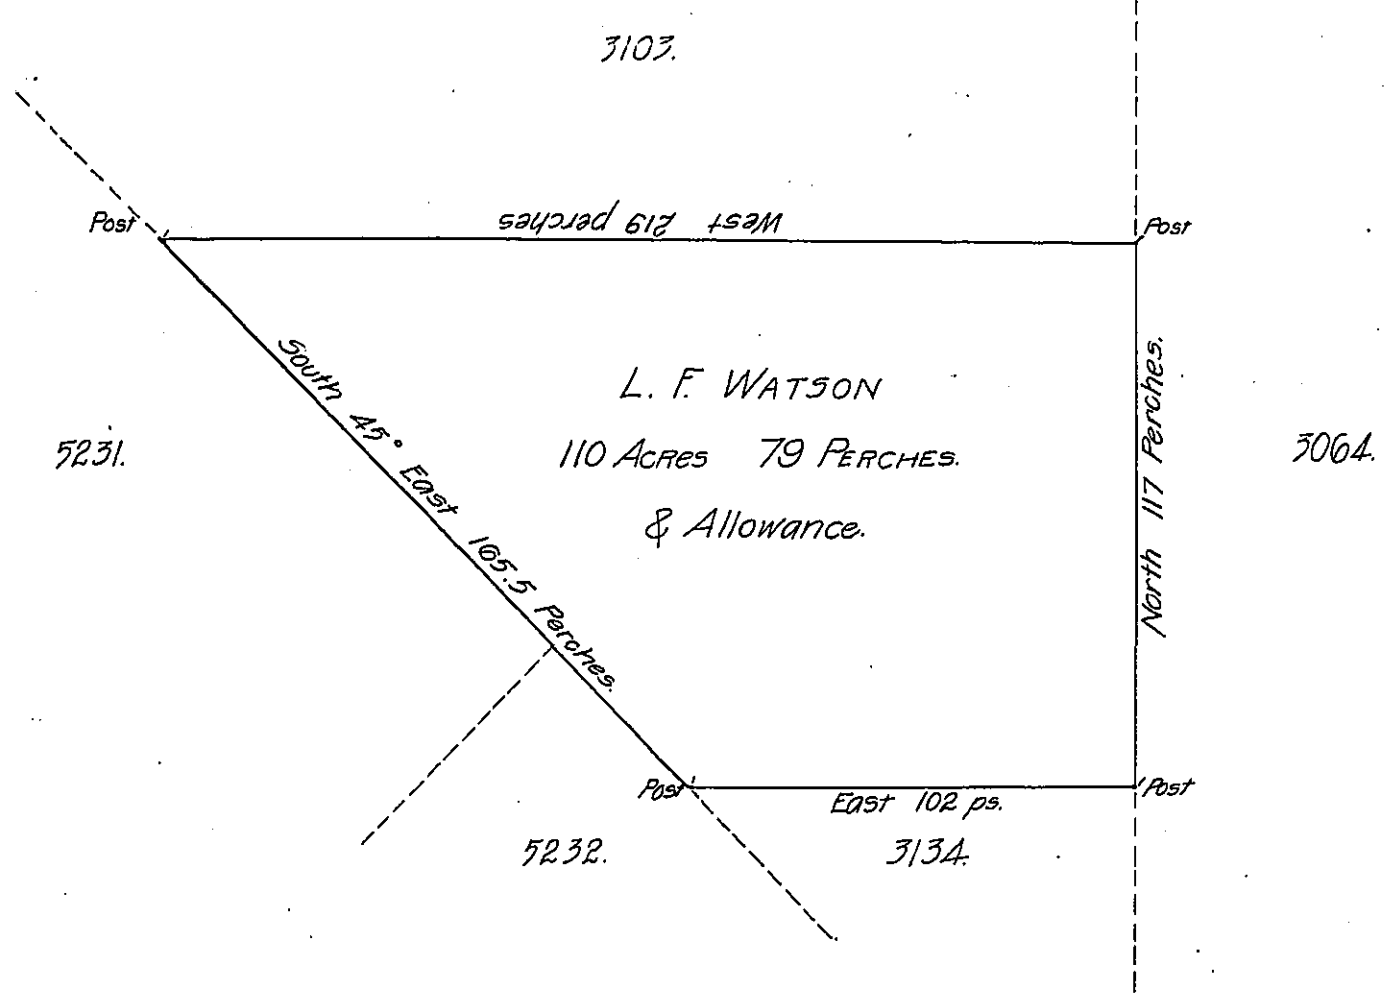 3103.
Post
West 219 perches
Post
South 45° East 165.5 Perches.
L. F. WATSON
110 ACRES 79 PERCHES.
& Allowance.
North 117 Perches.
5231.
3064.
Post
East 102 ps.
Post
5232.
3134.